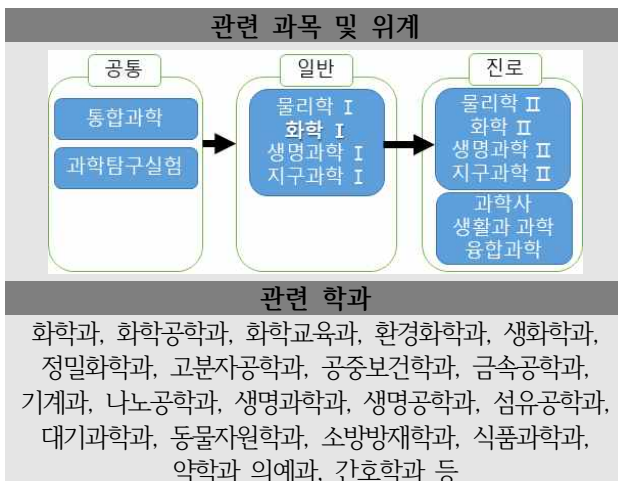 관련 과목 및 위계
공통
통합과학
과학탐구실험
일반
물리학 Ⅰ
화학 Ⅰ
생명과학 Ⅰ
지구과학 Ⅰ
진로
물리학 Ⅱ
화학 Ⅱ
생명과학 Ⅱ
지구과학 Ⅱ
과학사
생활과 과학
융합과학
관련 학과
화학과, 화학공학과, 화학교육과, 환경화학과, 생화학과,
정밀화학과, 고분자공학과, 공중보건학과, 금속공학과,
기계과, 나노공학과, 생명과학과, 생명공학과, 섬유공학과,
대기과학과, 동물자원학과, 소방방재학과, 식품과학과,
약학과 의예과, 간호학과 등